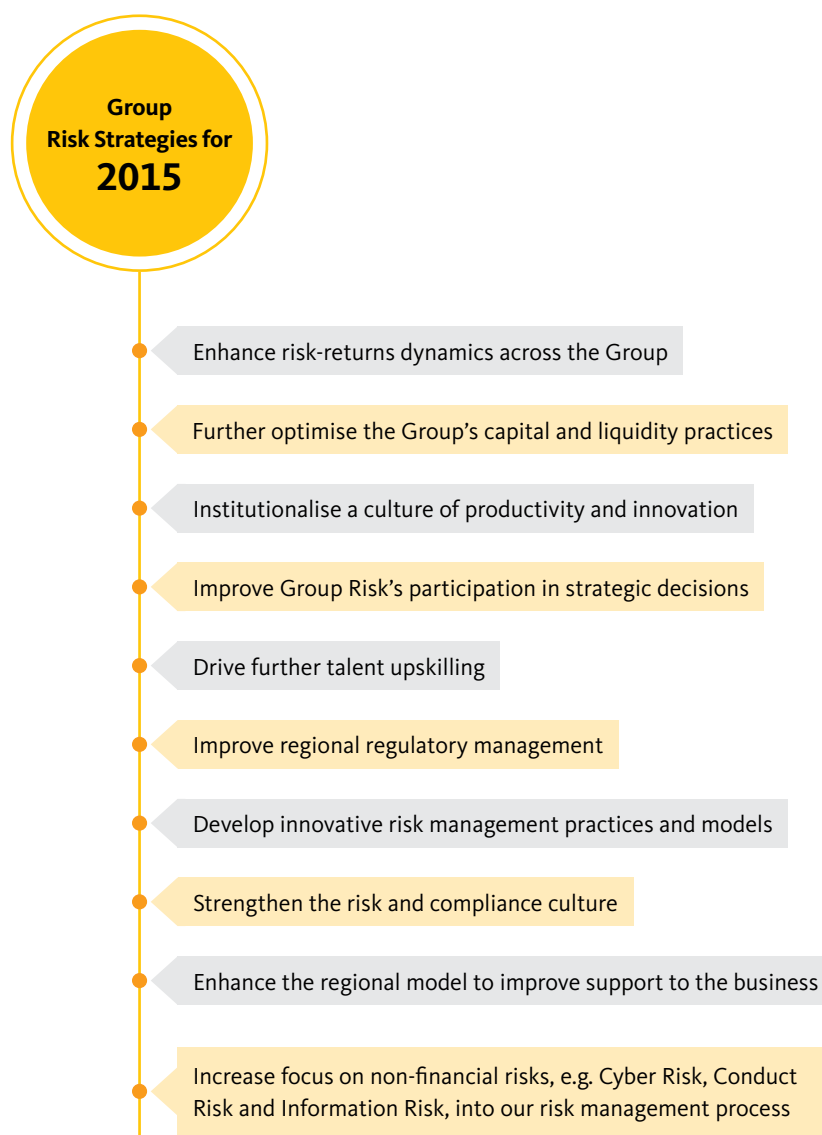 Group
Risk Strategies for
2015
Enhance risk-returns dynamics across the Group
Further optimise the Group’s capital and liquidity practices
Institutionalise a culture of productivity and innovation
Improve Group Risk’s participation in strategic decisions
Drive further talent upskilling
Improve regional regulatory management
Develop innovative risk management practices and models
Strengthen the risk and compliance culture
Enhance the regional model to improve support to the business
Increase focus on non-financial risks, e.g. Cyber Risk, Conduct
Risk and Information Risk, into our risk management process